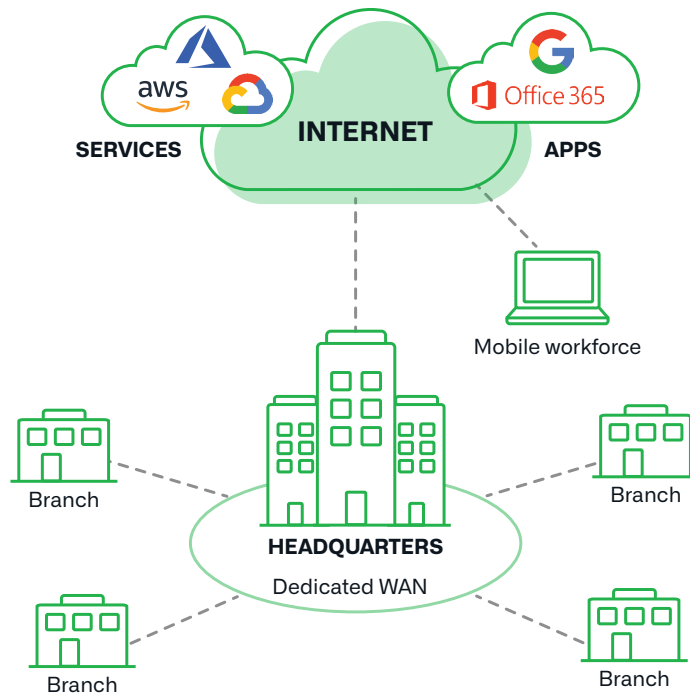 aws
Office 365
INTERNET
SERVICES
APPS
Mobile workforce
Branch
Branch
HEADQUARTERS
Dedicated WAN
Branch
Branch